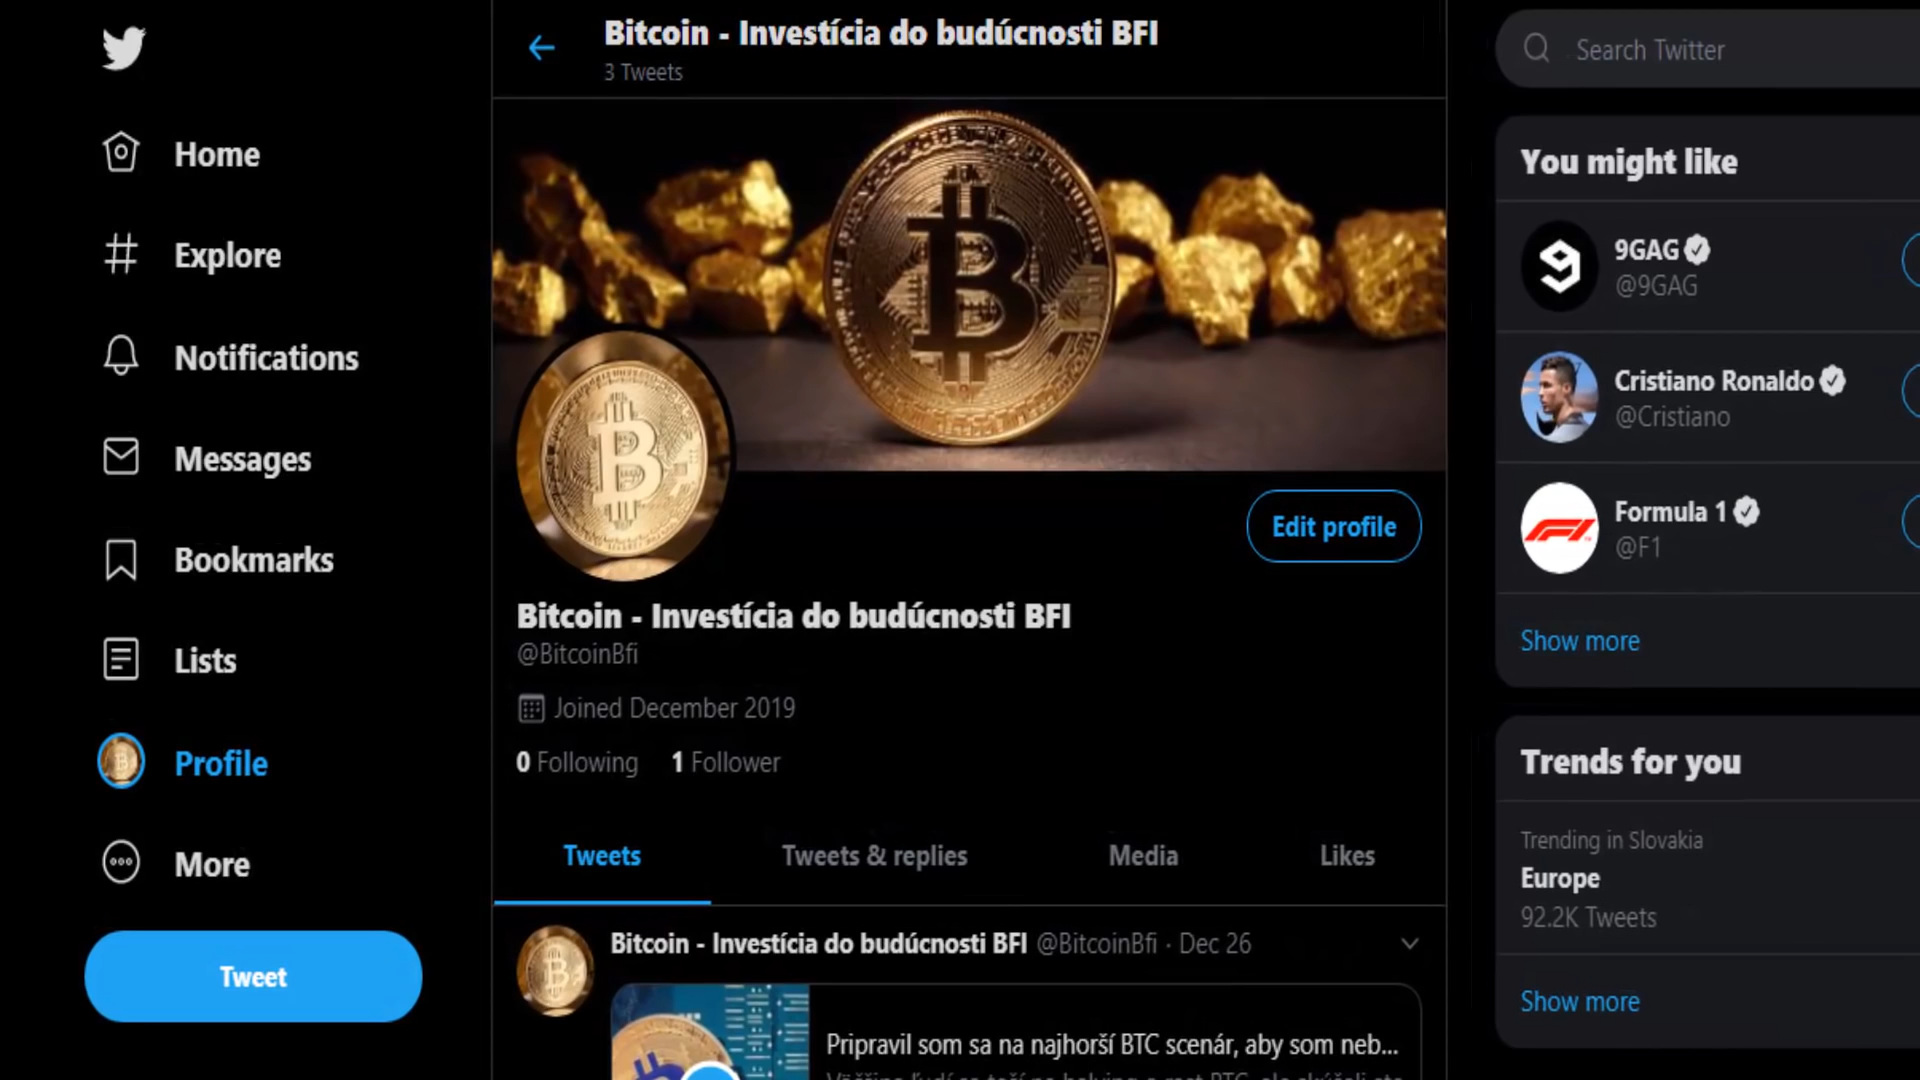 Home
Explore
Notifications
Messages
Bookmarks
Lists
Profile
More
Tweet
Bitcoin - Investícia do budúcnosti BFI
3 Tweets
Edit profile
Bitcoin - Investícia do budúcnosti BFI
@BitcoinBfi
Joined December 2019
0 Following 1 Follower
Tweets Tweets & replies Media Likes
Bitcoin - Investícia do budúcnosti BFI @BitcoinBfi · Dec 26
Pripravil som sa na najhorší BTC scenár, aby som neb...
Search Twitter
You might like
9GAG
@9GAG
Cristiano Ronaldo
@Cristiano
Formula 1
@F1
Show more
Trends for you
Trending in Slovakia
Europe
92.2K Tweets
Show more